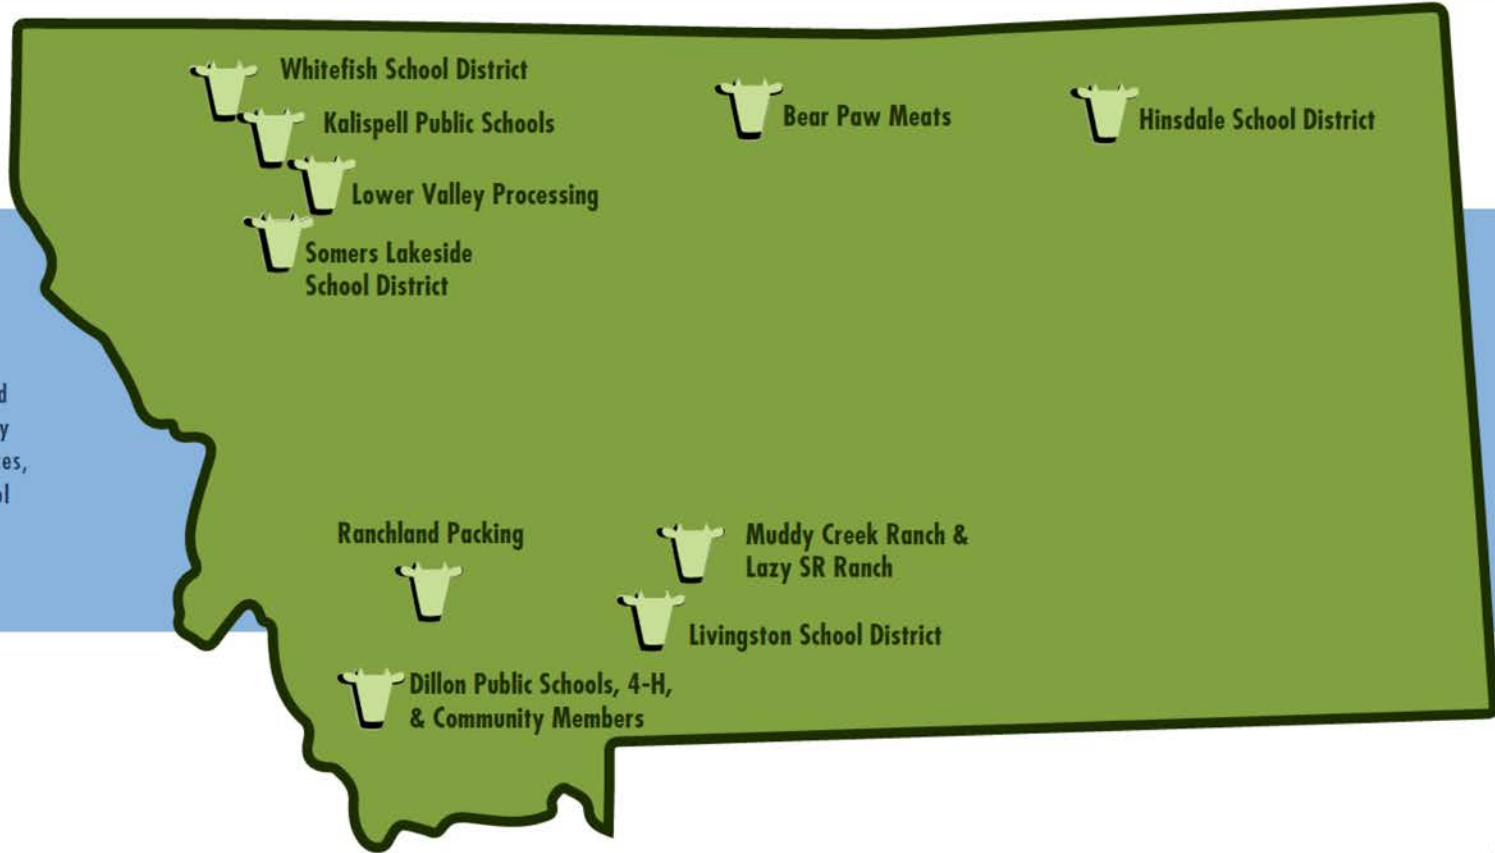 Whitefish School District
Kalispell Public Schools
Lower Valley Processing
Somers Lakeside
School District
Bear Paw Meats
Hinsdale School District
Ranchland Packing
Muddy Creek Ranch &
Lazy SR Ranch
Livingston School District
Dillon Public Schools, 4-H,
& Community Members